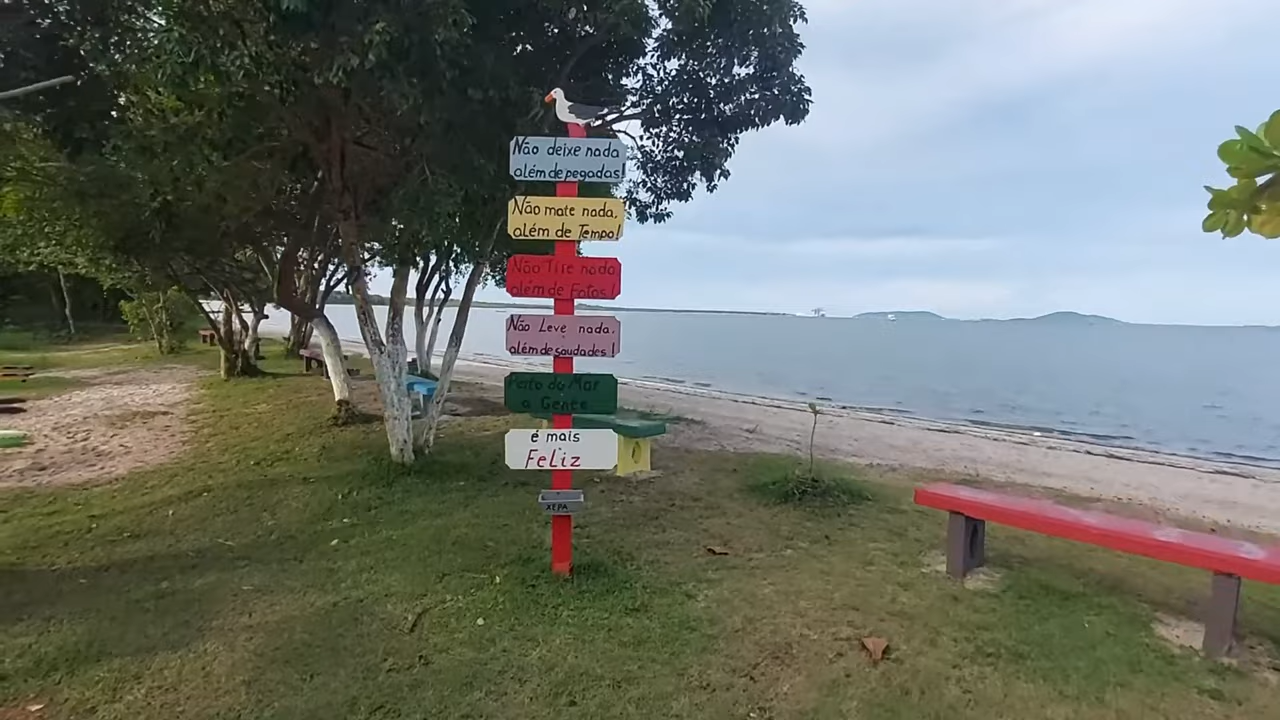 Não deixe nada
além de pegadas!
Não mate nada,
além de Tempo!
Não Tire nada
além de Fotos!
Não Leve nada,
além de saudades!
Perto do Mar
a Gente
é mais
Feliz
XEPA